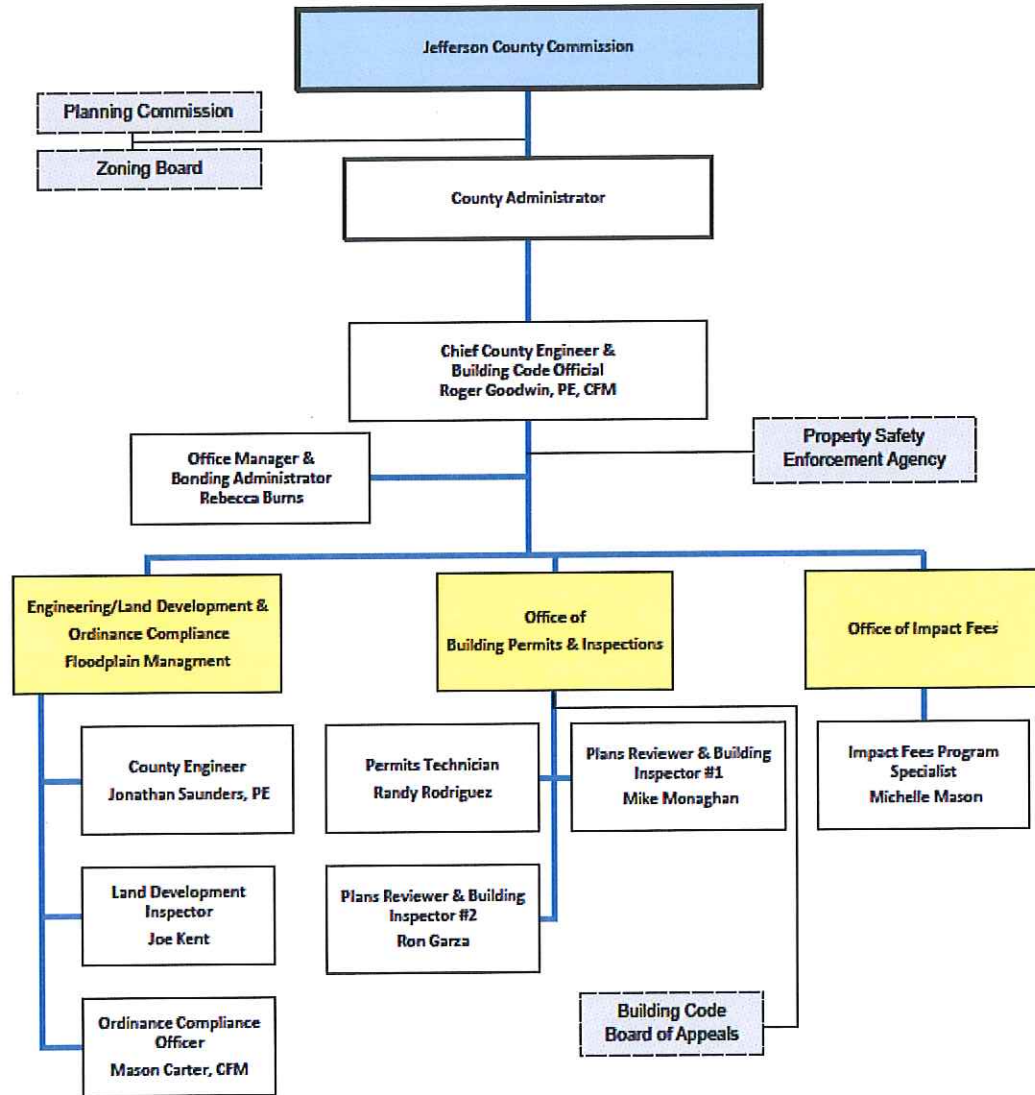 Jefferson County Commission
Planning Commission
Zoning Board
County Administrator
Chief County Engineer &
Building Code Official
Roger Goodwin, PE, CFM
Office Manager &
Bonding Administrator
Rebecca Burns
Property Safety
Enforcement Agency
Engineering/Land Development &
Ordinance Compliance
Floodplain Managment
Office of
Building Permits & Inspections
Office of Impact Fees
County Engineer
Jonathan Saunders, PE
Permits Technician
Randy Rodriguez
Plans Reviewer & Building
Inspector #1
Mike Monaghan
Impact Fees Program
Specialist
Michelle Mason
Land Development
Inspector
Joe Kent
Plans Reviewer & Building
Inspector #2
Ron Garza
Ordinance Compliance
Officer
Mason Carter, CFM
Building Code
Board of Appeals